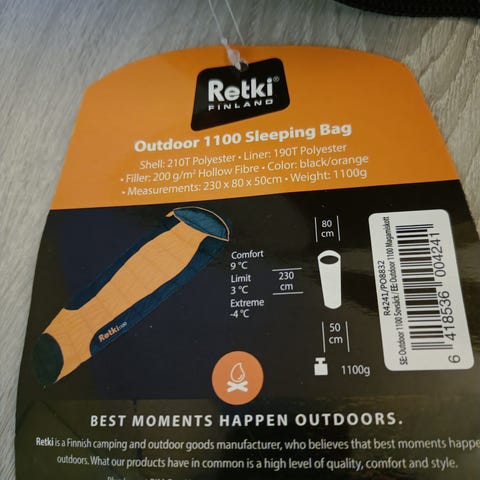 Retki®
FINLAND
Outdoor 1100 Sleeping Bag
Shell: 210T Polyester • Liner: 190T Polyester
• Filler: 200 g/m² Hollow Fibre • Color: black/orange
• Measurements: 230 x 80 x 50cm • Weight: 1100g
Comfort
9 °C
Limit
3 °C
Extreme
-4 °C
80
cm
230
cm
50
cm
1100g
Retki
R4241/PO8832
SE: Outdoor 1100 Sovsäck / EE: Outdoor 1100 Magamiskott
6 418536 004241
BEST MOMENTS HAPPEN OUTDOORS.
Retki is a Finnish camping and outdoor goods manufacturer, who believes that best moments happe
outdoors. What our products have in common is a high level of quality, comfort and style.